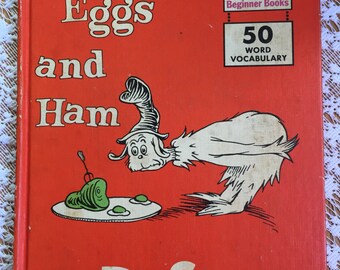 Eggs
and
Ham
Beginner Books
50
WORD
VOCABULARY